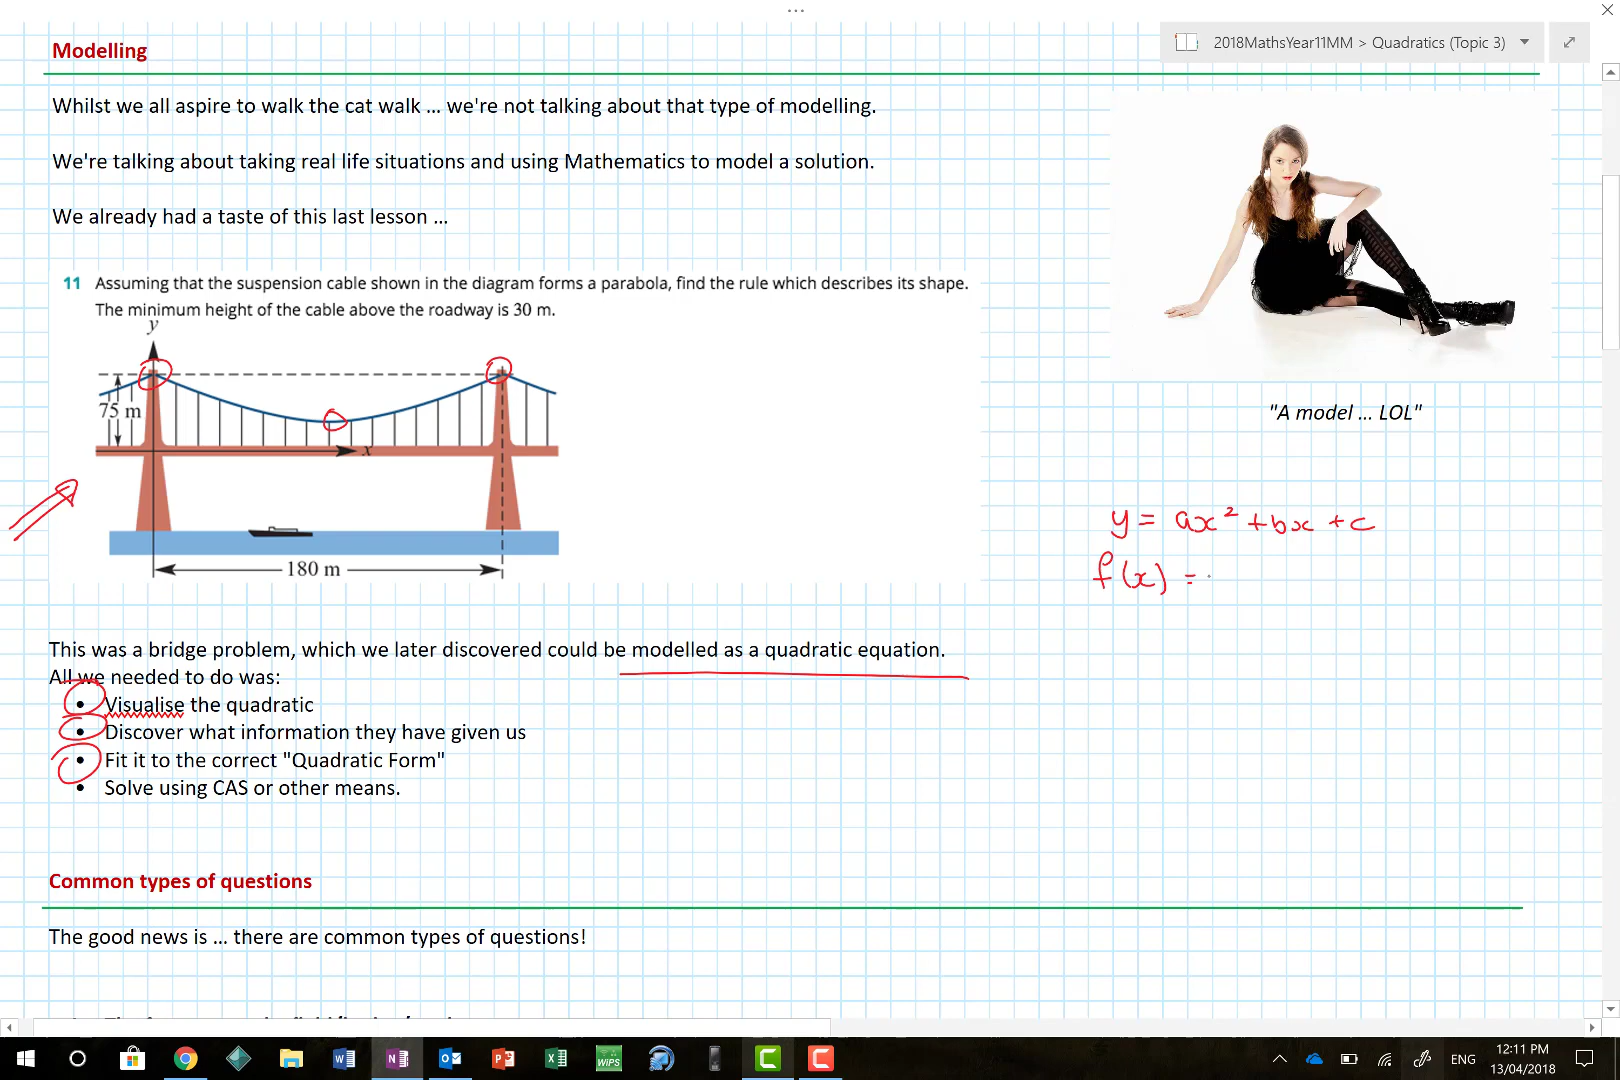 ...
2018MathsYear11MM > Quadratics (Topic 3)
Modelling
Whilst we all aspire to walk the cat walk ... we're not talking about that type of modelling.
We're talking about taking real life situations and using Mathematics to model a solution.
We already had a taste of this last lesson ...
11 Assuming that the suspension cable shown in the diagram forms a parabola, find the rule which describes its shape.
The minimum height of the cable above the roadway is 30 m.
y
75 m
x
180 m
"A model ... LOL"
y = ax² + bx + c
f(x) =
This was a bridge problem, which we later discovered could be modelled as a quadratic equation.
All we needed to do was:
• Visualise the quadratic
• Discover what information they have given us
• Fit it to the correct "Quadratic Form"
• Solve using CAS or other means.
Common types of questions
The good news is ... there are common types of questions!
WiPS
ENG
12:11 PM
13/04/2018